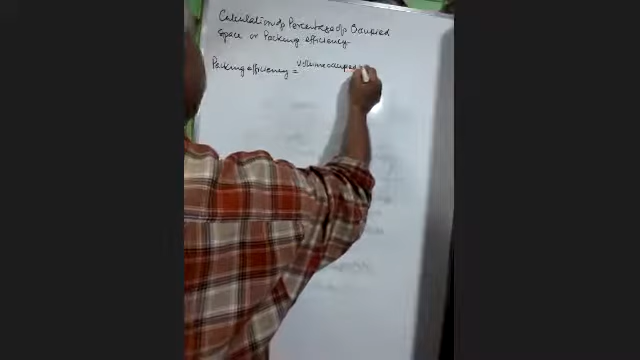 Calculation of Percentage of Occupied
Space or Packing efficiency
Packing efficiency = Volume occupied